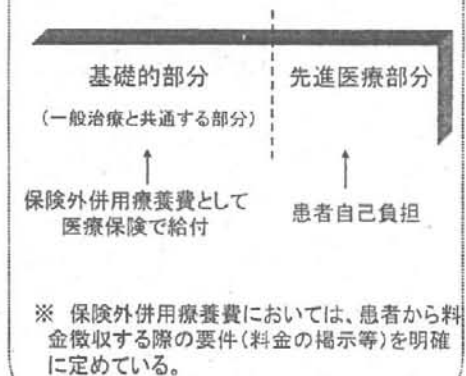 基礎的部分
先進医療部分
(一般治療と共通する部分)
保険外併用療養費として
医療保険で給付
患者自己負担
※ 保険外併用療養費においては、患者から料
金徴収する際の要件(料金の掲示等)を明確
に定めている。